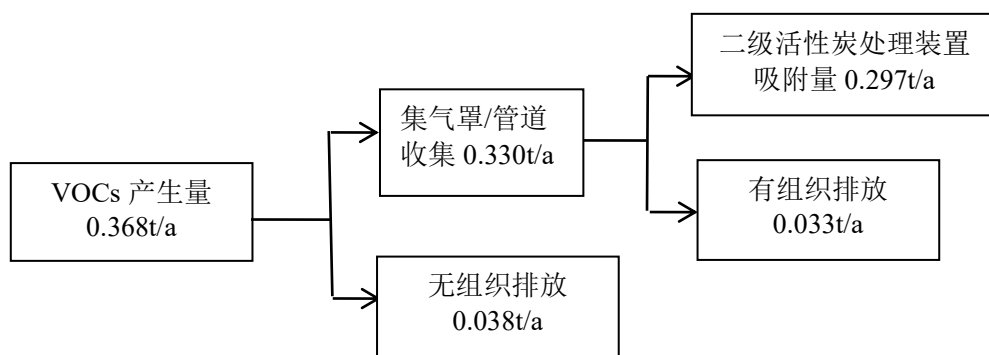 VOCs 产生量
0.368t/a
集气罩/管道
收集 0.330t/a
无组织排放
0.038t/a
二级活性炭处理装置
吸附量 0.297t/a
有组织排放
0.033t/a